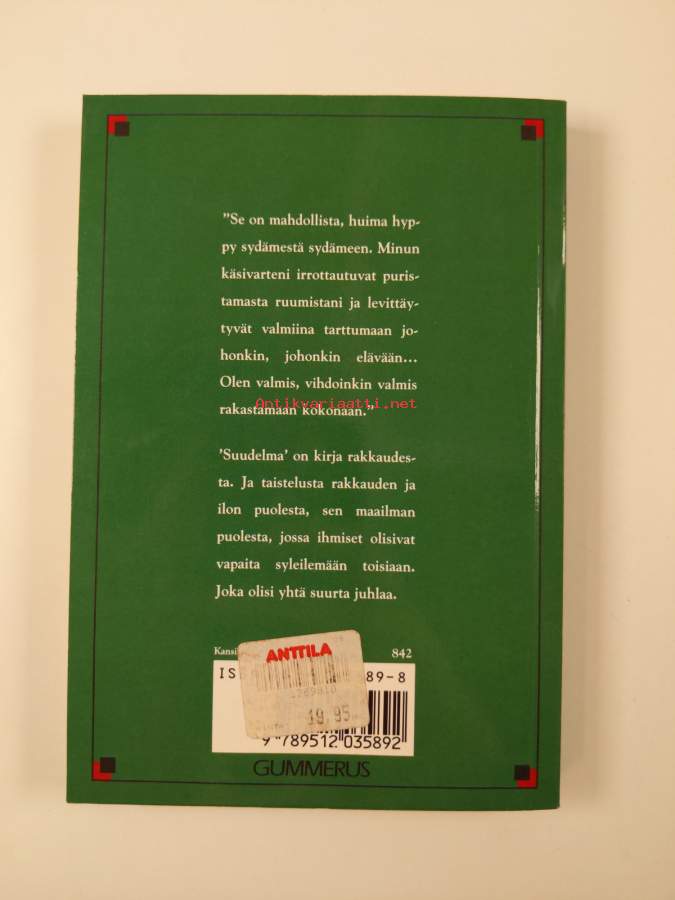 ”Se on mahdollista, huima hyp-
py sydämestä sydämeen. Minun
käsivarteni irrottautuvat puris-
tamasta ruumistani ja levittäy-
tyvät valmiina tarttumaan jo-
honkin, johonkin elävään...
Olen valmis, vihdoinkin valmis
Antikvariaatti.net
rakastamaan kokonaan.”
’Suudelma’ on kirja rakkaudes-
ta. Ja taistelusta rakkauden ja
ilon puolesta, sen maailman
puolesta, jossa ihmiset olisivat
vapaita syleilemään toisiaan.
Joka olisi yhtä suurta juhlaa.
842
ANTTILA
89-8
19,95
9 789512 035892
GUMMERUS